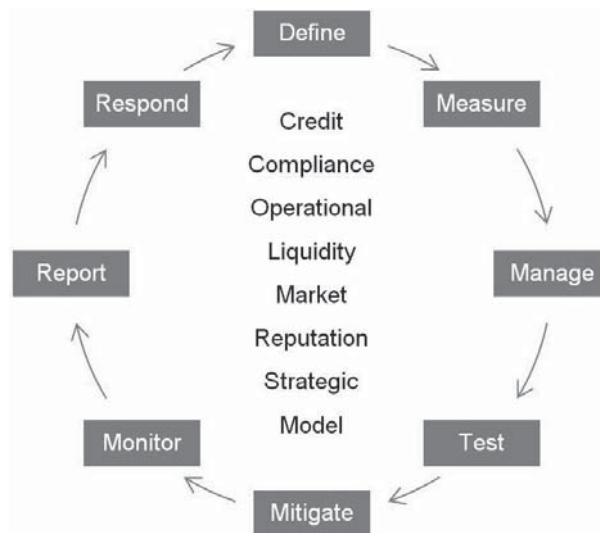 Define
Respond
Measure
Credit
Compliance
Operational
Liquidity
Report
Manage
Market
Reputation
Strategic
Model
Monitor
Test
Mitigate